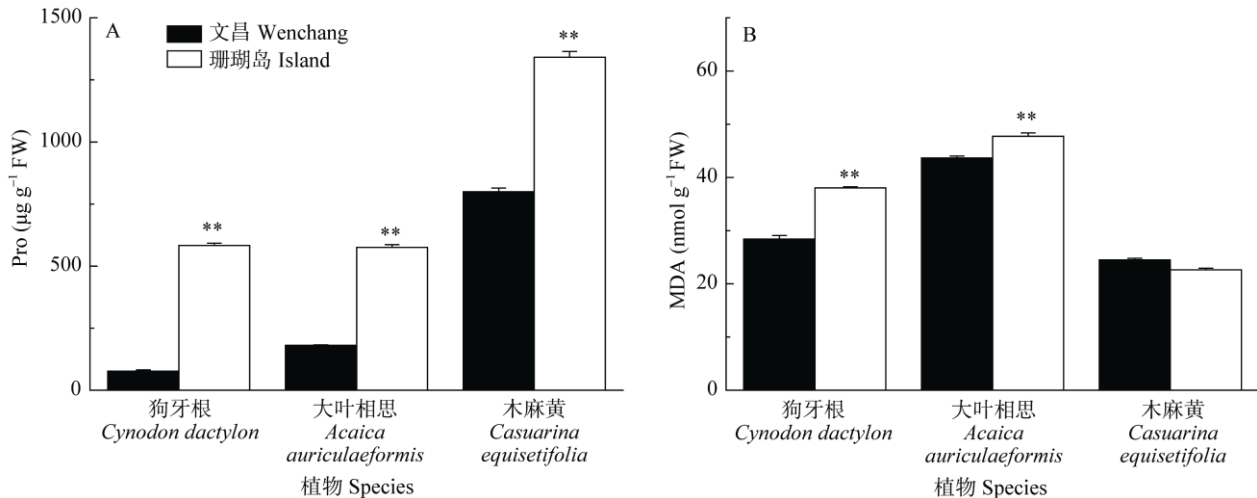 1500
1000
500
0
Pro (μg g⁻¹ FW)
A
文昌 Wenchang
珊瑚岛 Island
**
**
**
狗牙根
Cynodon dactylon
大叶相思
Acaica
auriculaeformis
木麻黄
Casuarina
equisetifolia
植物 Species
60
40
20
0
MDA (nmol g⁻¹ FW)
B
**
**
狗牙根
Cynodon dactylon
大叶相思
Acaica
auriculaeformis
木麻黄
Casuarina
equisetifolia
植物 Species